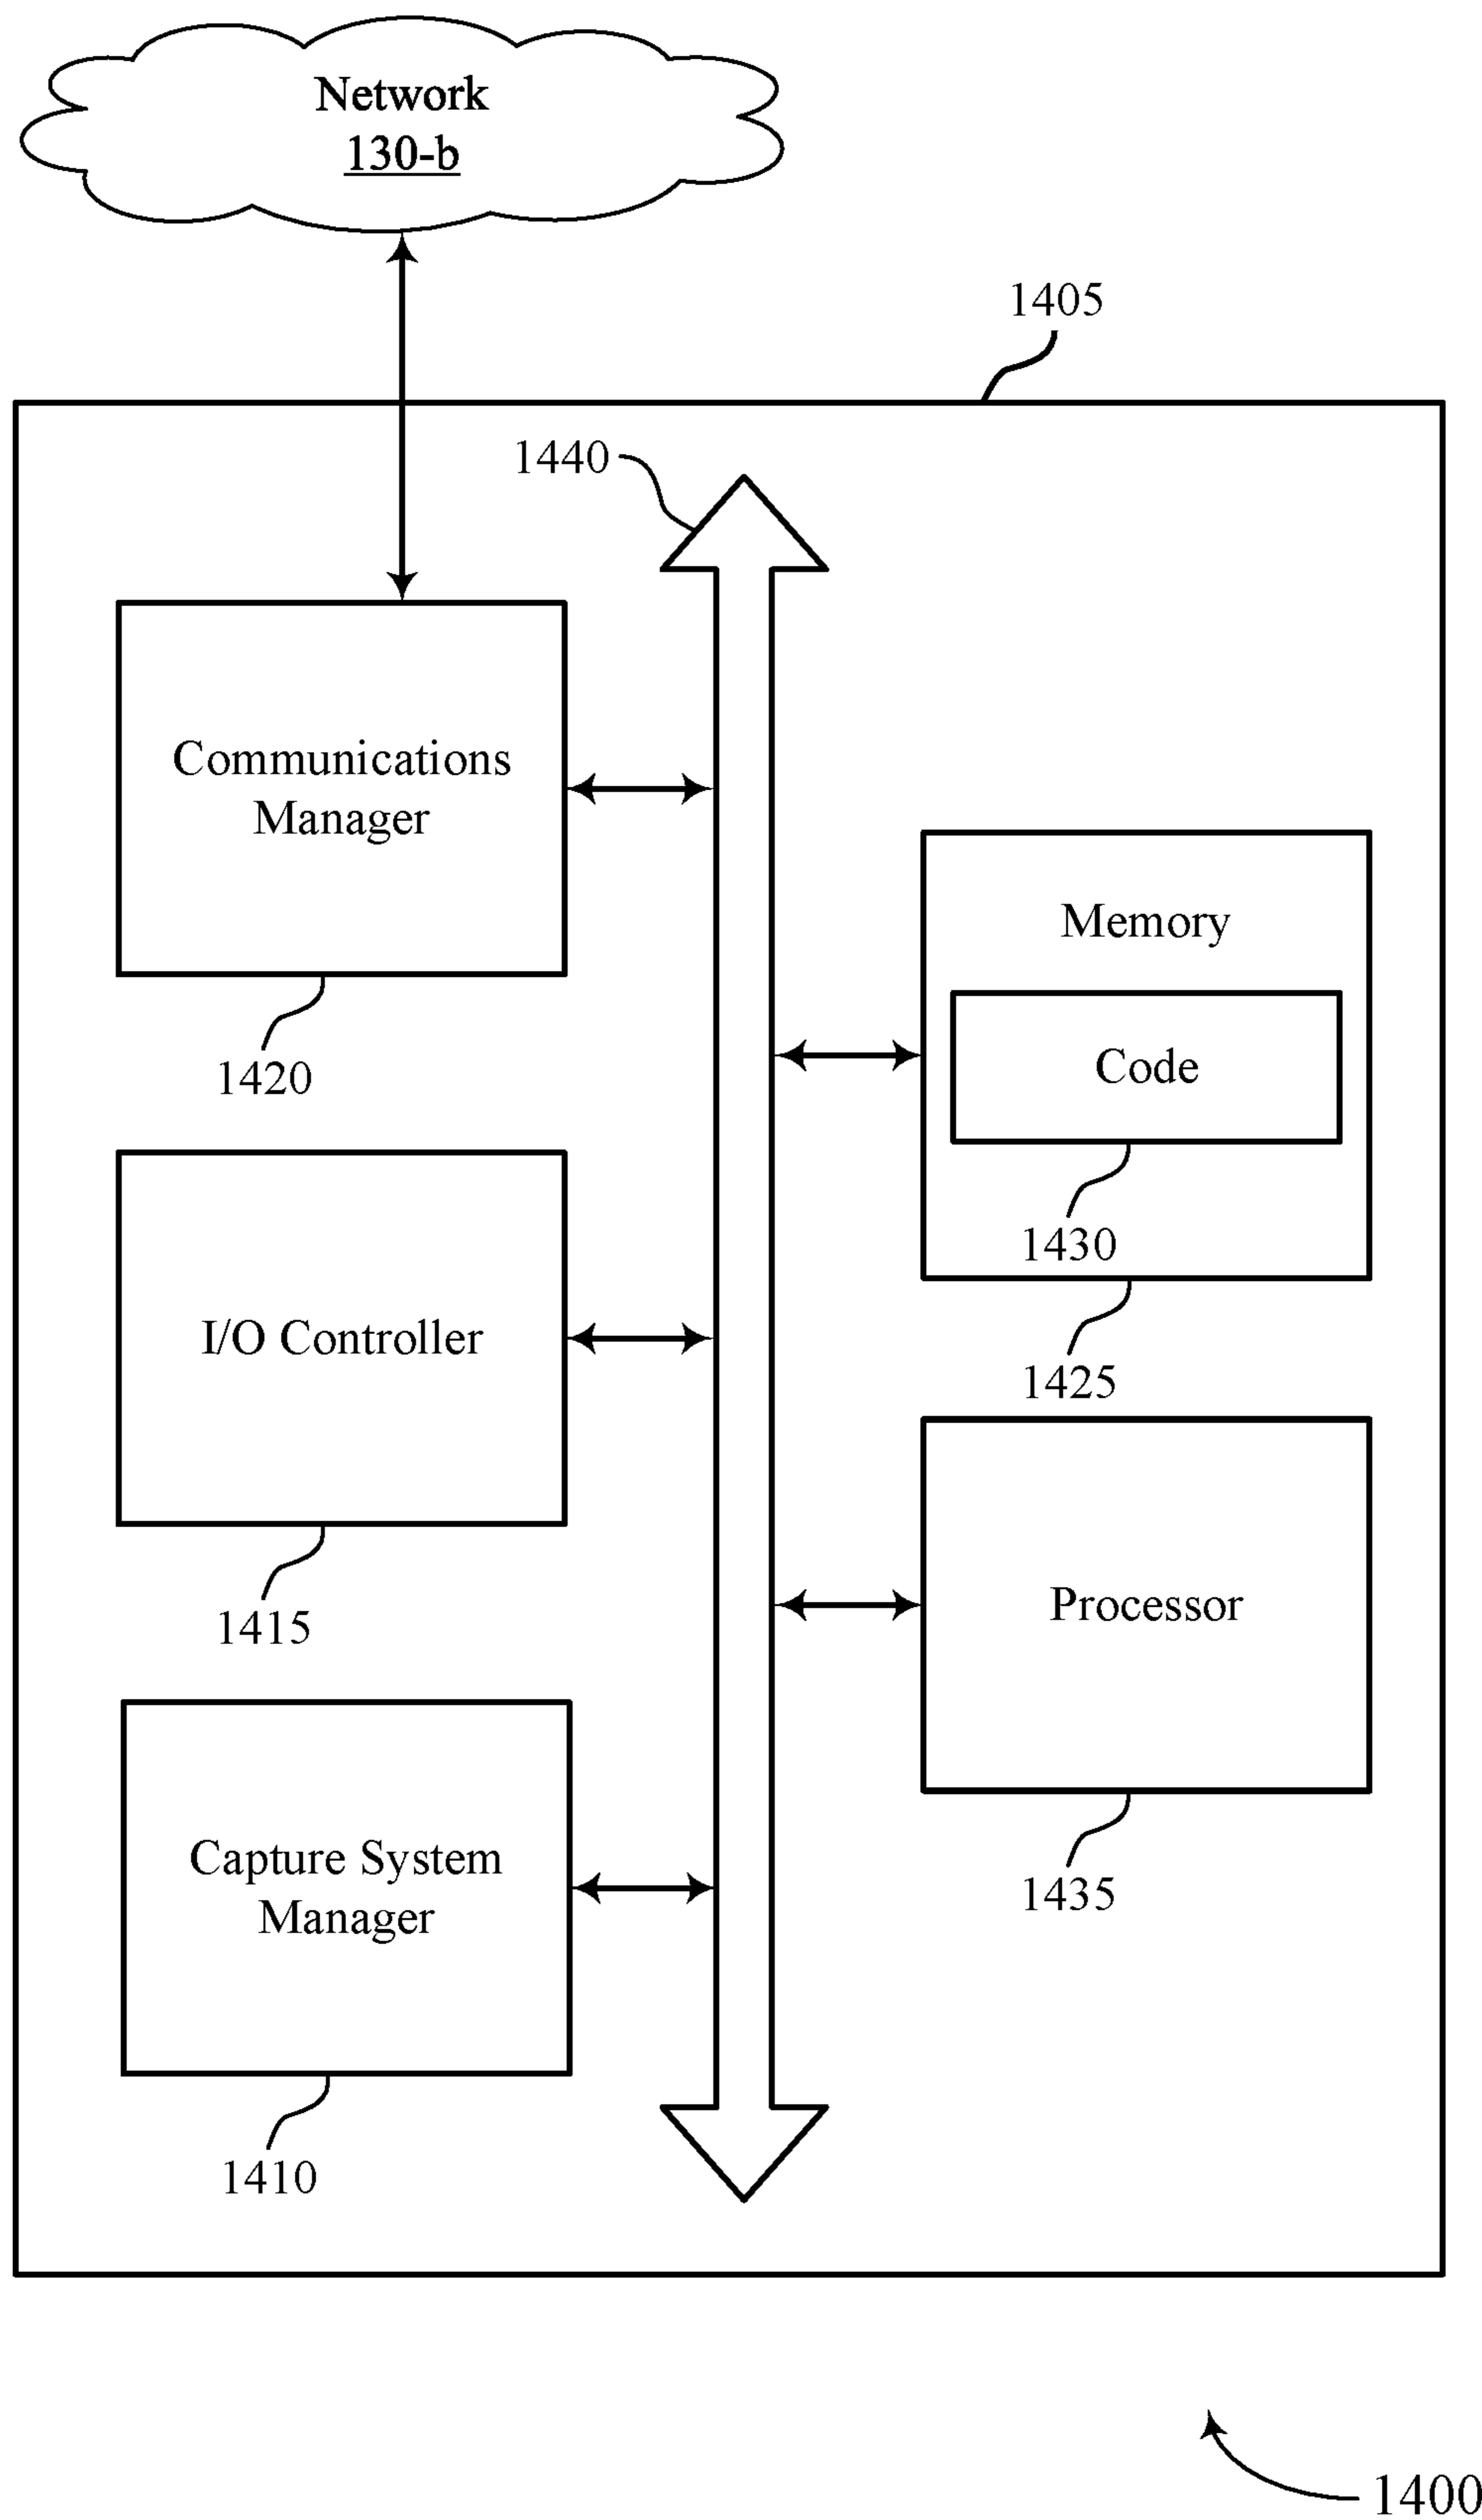 Network
130-b
1405
1440
Communications
Manager
1420
Memory
Code
1430
1425
I/O Controller
1415
Processor
1435
Capture System
Manager
1410
1400